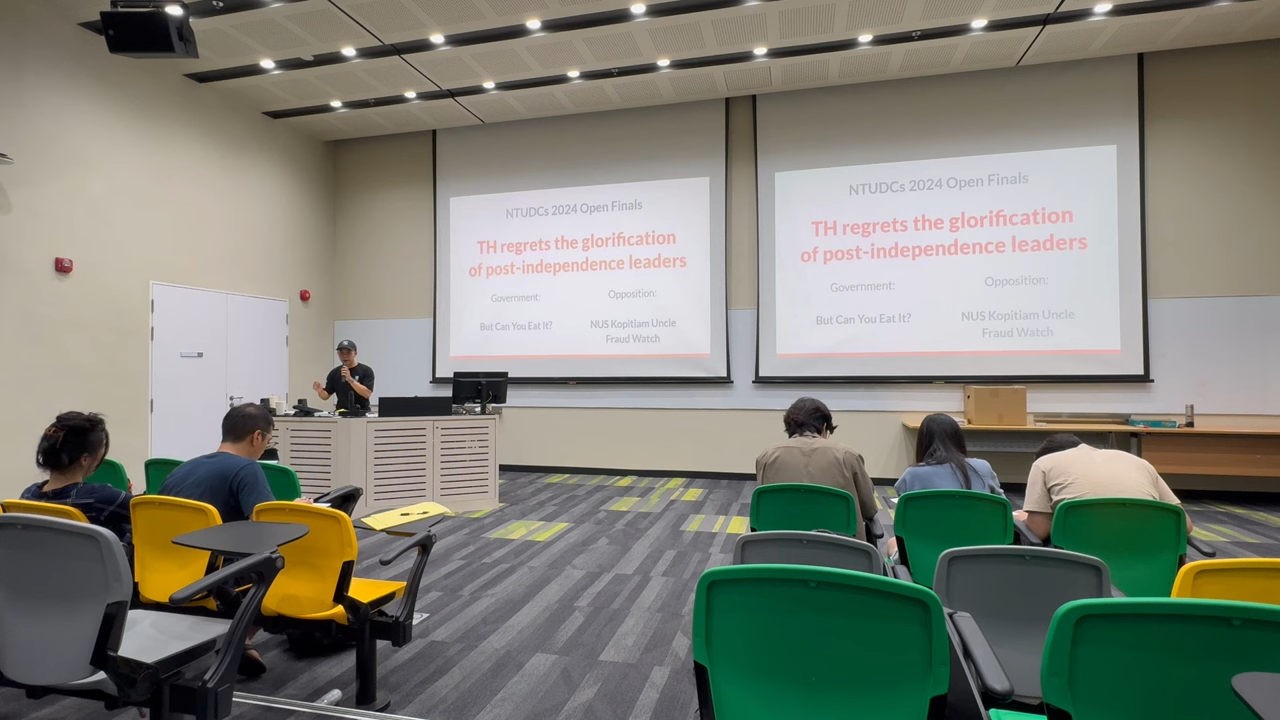 NTUDCs 2024 Open Finals
TH regrets the glorification
of post-independence leaders
Government:
Opposition:
But Can You Eat It?
NUS Kopitiam Uncle
Fraud Watch
NTUDCs 2024 Open Finals
TH regrets the glorification
of post-independence leaders
Government:
Opposition:
But Can You Eat It?
NUS Kopitiam Uncle
Fraud Watch